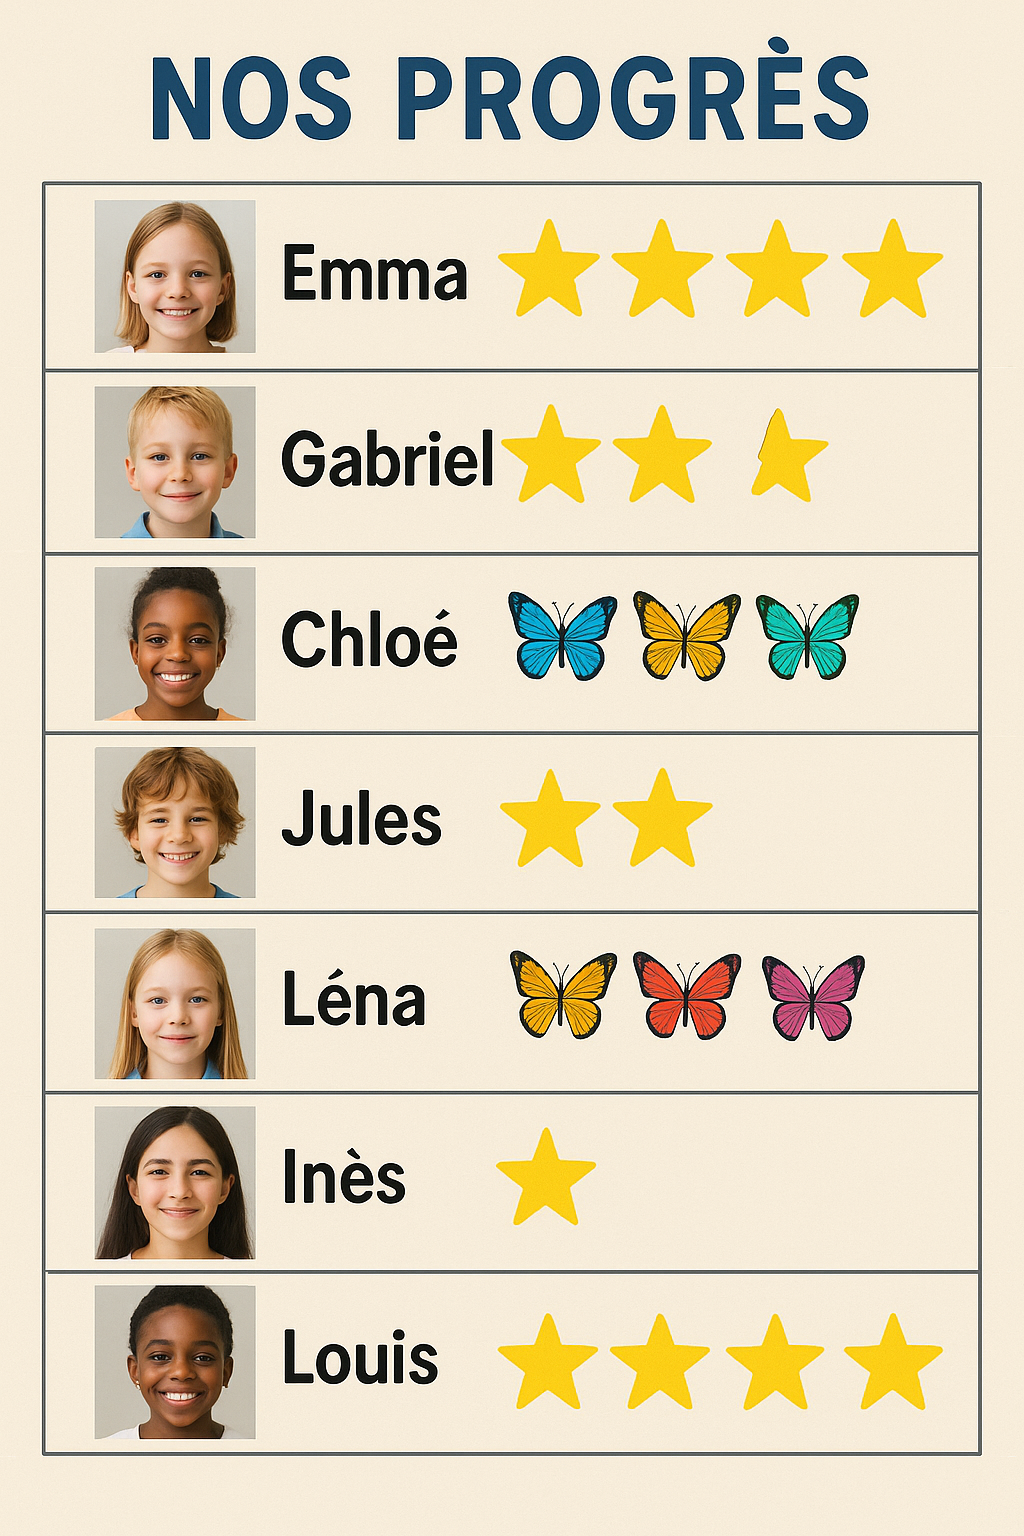 NOS PROGRÈS
Emma
Gabriel
Chloé
Jules
Léna
Inès
Louis